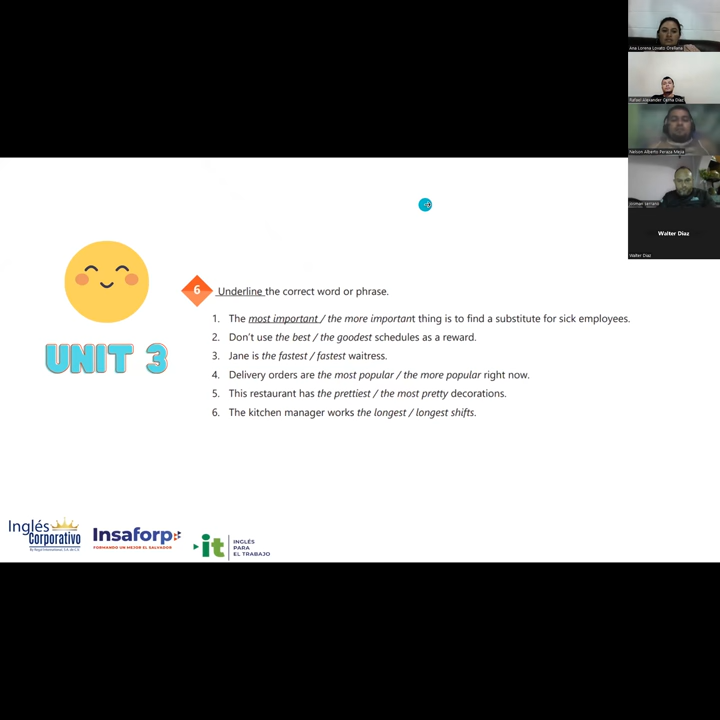 Ana Lorena Lovato Orellana
Rafael Alexander Cerna Diaz
Nelson Alberto Peraza Mejia
Walter Diaz
Walter Diaz
6 Underline the correct word or phrase.
1. The most important / the more important thing is to find a substitute for sick employees.
2. Don't use the best / the goodest schedules as a reward.
3. Jane is the fastest / fastest waitress.
4. Delivery orders are the most popular / the more popular right now.
5. This restaurant has the prettiest / the most pretty decorations.
6. The kitchen manager works the longest / longest shifts.
UNIT 3
Inglés
Corporativo
Insaforp
FORMANDO UN MEJOR EL SALVADOR
it
INGLÉS
PARA
EL TRABAJO